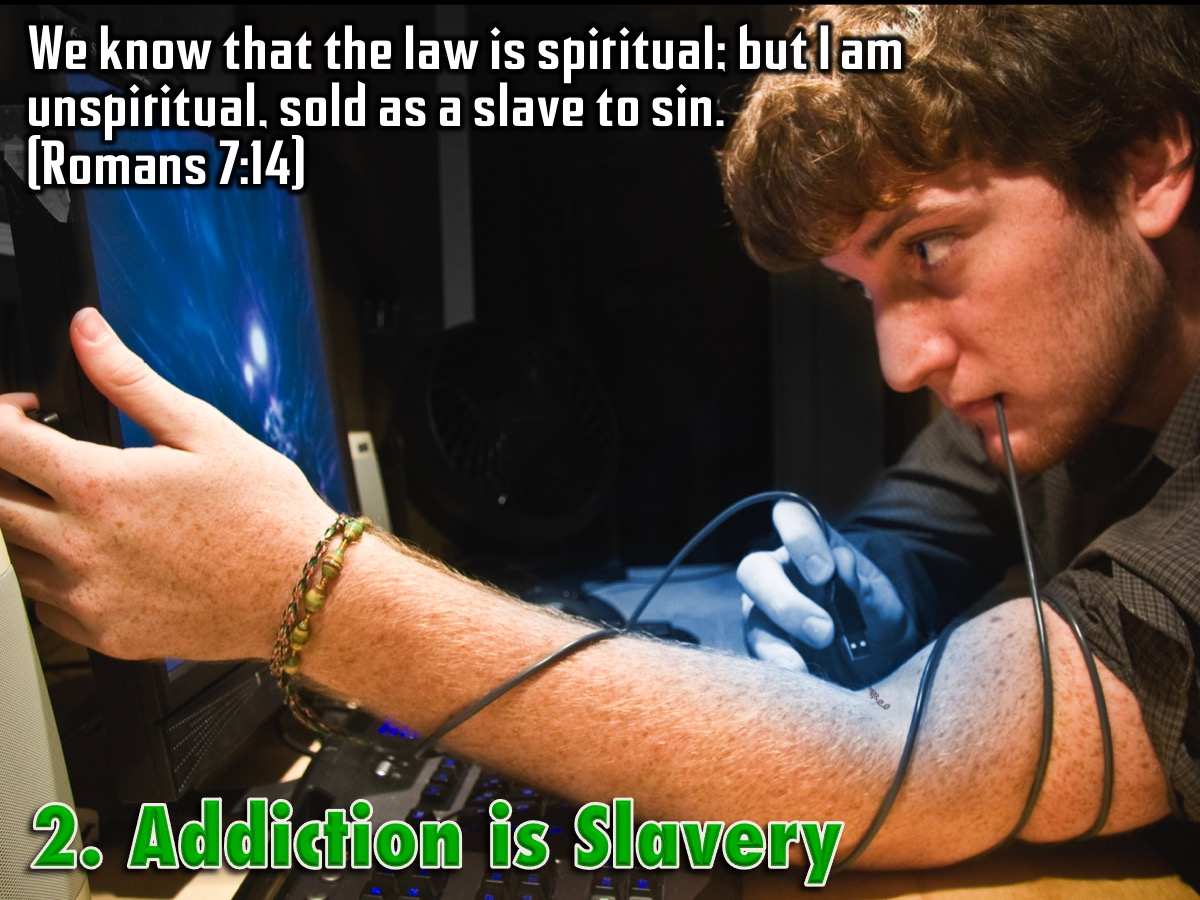 We know that the law is spiritual; but I am
unspiritual, sold as a slave to sin.
(Romans 7:14)
2. Addiction is Slavery